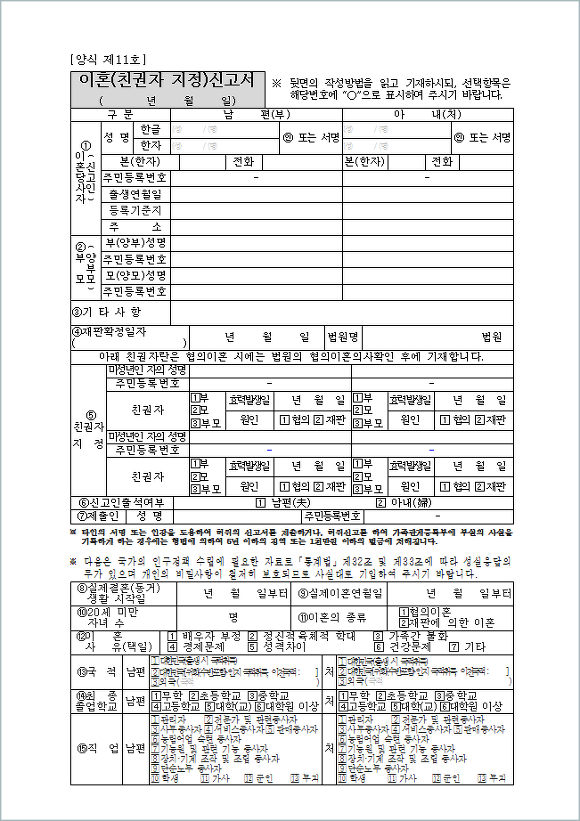 [양식 제11호]
이혼(친권자 지정)신고서
( 년 월 일)
※ 뒷면의 작성방법을 읽고 기재하시되, 선택항목은
해당번호에 "○"으로 표시하여 주시기 바랍니다.
구 분 남 편(부) 아 내(처)
① 이혼당사자 (신고인)
성 명 한글 (성) / (명) ㊞ 또는 서명 (성) / (명) ㊞ 또는 서명
한자 (성) / (명) (성) / (명)
본(한자) 전화 본(한자) 전화
주민등록번호 - -
출생연월일
등록기준지
주 소
② 부모 (양부모)
부(양부)성명
주민등록번호
모(양모)성명
주민등록번호
③기 타 사 항
④재판확정일자
( )
년 월 일 법원명 법원
아래 친권자란은 협의이혼 시에는 법원의 협의이혼의사확인 후에 기재합니다.
⑤ 친권자 지 정
미성년인 자의 성명
주민등록번호 - -
친권자 1부 2모 3부모 효력발생일 년 월 일 1부 2모 3부모 효력발생일 년 월 일
원인 1 협의 2 재판 원인 1 협의 2 재판
미성년인 자의 성명
주민등록번호 - -
친권자 1부 2모 3부모 효력발생일 년 월 일 1부 2모 3부모 효력발생일 년 월 일
원인 1 협의 2 재판 원인 1 협의 2 재판
⑥신고인출석여부 1 남편(夫) 2 아내(婦)
⑦제출인 성 명 주민등록번호 -
※ 타인의 서명 또는 인장을 도용하여 허위의 신고서를 제출하거나, 허위신고를 하여 가족관계등록부에 부실의 사실을
기록하게 하는 경우에는 형법에 의하여 5년 이하의 징역 또는 1천만원 이하의 벌금에 처해집니다.
※ 다음은 국가의 인구정책 수립에 필요한 자료로 「통계법」제32조 및 제33조에 따라 성실응답의
무가 있으며 개인의 비밀사항이 철저히 보호되므로 사실대로 기입하여 주시기 바랍니다.
⑧실제결혼(동거) 생활 시작일 년 월 일부터 ⑨실제이혼연월일 년 월 일부터
⑩20세 미만 자녀 수 명 ⑪이혼의 종류 1협의이혼 2재판에 의한 이혼
⑫이 혼 사 유(택일)
1 배우자 부정 2 정신적 육체적 학대 3 가족간 불화
4 경제문제 5 성격차이 6 건강문제 7 기타
⑬국 적 남편 처
1대한민국(출생 시 국적취득) 1대한민국(출생 시 국적취득)
3외국( ) 3외국( )
⑭최 종 졸업학교 남편 처
1무학 2초등학교 3중학교 1무학 2초등학교 3중학교
4고등학교 5대학(교) 6대학원 이상 4고등학교 5대학(교) 6대학원 이상
⑮직 업 남편 처
1관리자 2전문가 및 관련종사자 1관리자 2전문가 및 관련종사자
3사무종사자 4서비스종사자 5판매종사자 3사무종사자 4서비스종사자 5판매종사자
6농림어업 숙련 종사자 6농림어업 숙련 종사자
7기능원 및 관련 기능 종사자 7기능원 및 관련 기능 종사자
8장치·기계 조작 및 조립 종사자 8장치·기계 조작 및 조립 종사자
9단순노무 종사자 9단순노무 종사자
10학생 11가사 12군인 13무직 10학생 11가사 12군인 13무직